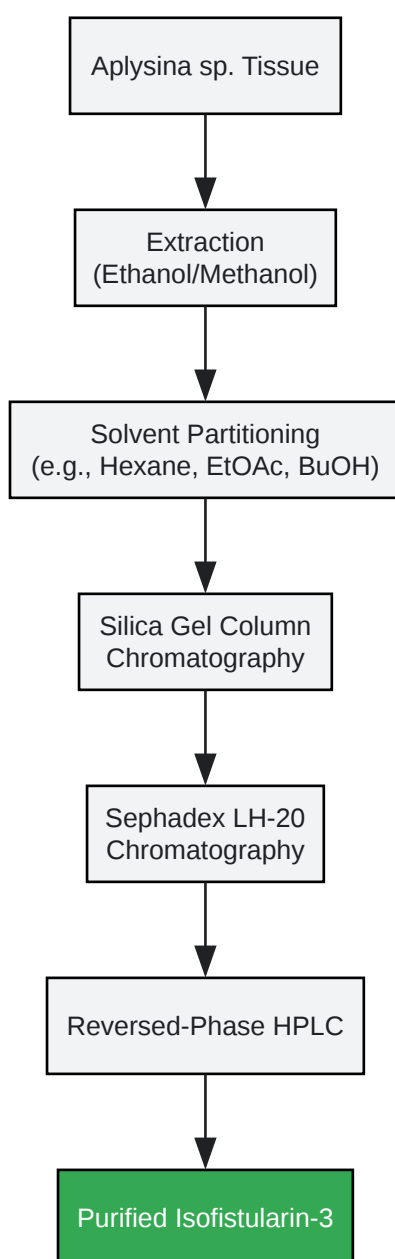 Aplysina sp. Tissue
Extraction
(Ethanol/Methanol)
Solvent Partitioning
(e.g., Hexane, EtOAc, BuOH)
Silica Gel Column
Chromatography
Sephadex LH-20
Chromatography
Reversed-Phase HPLC
Purified Isofistularin-3